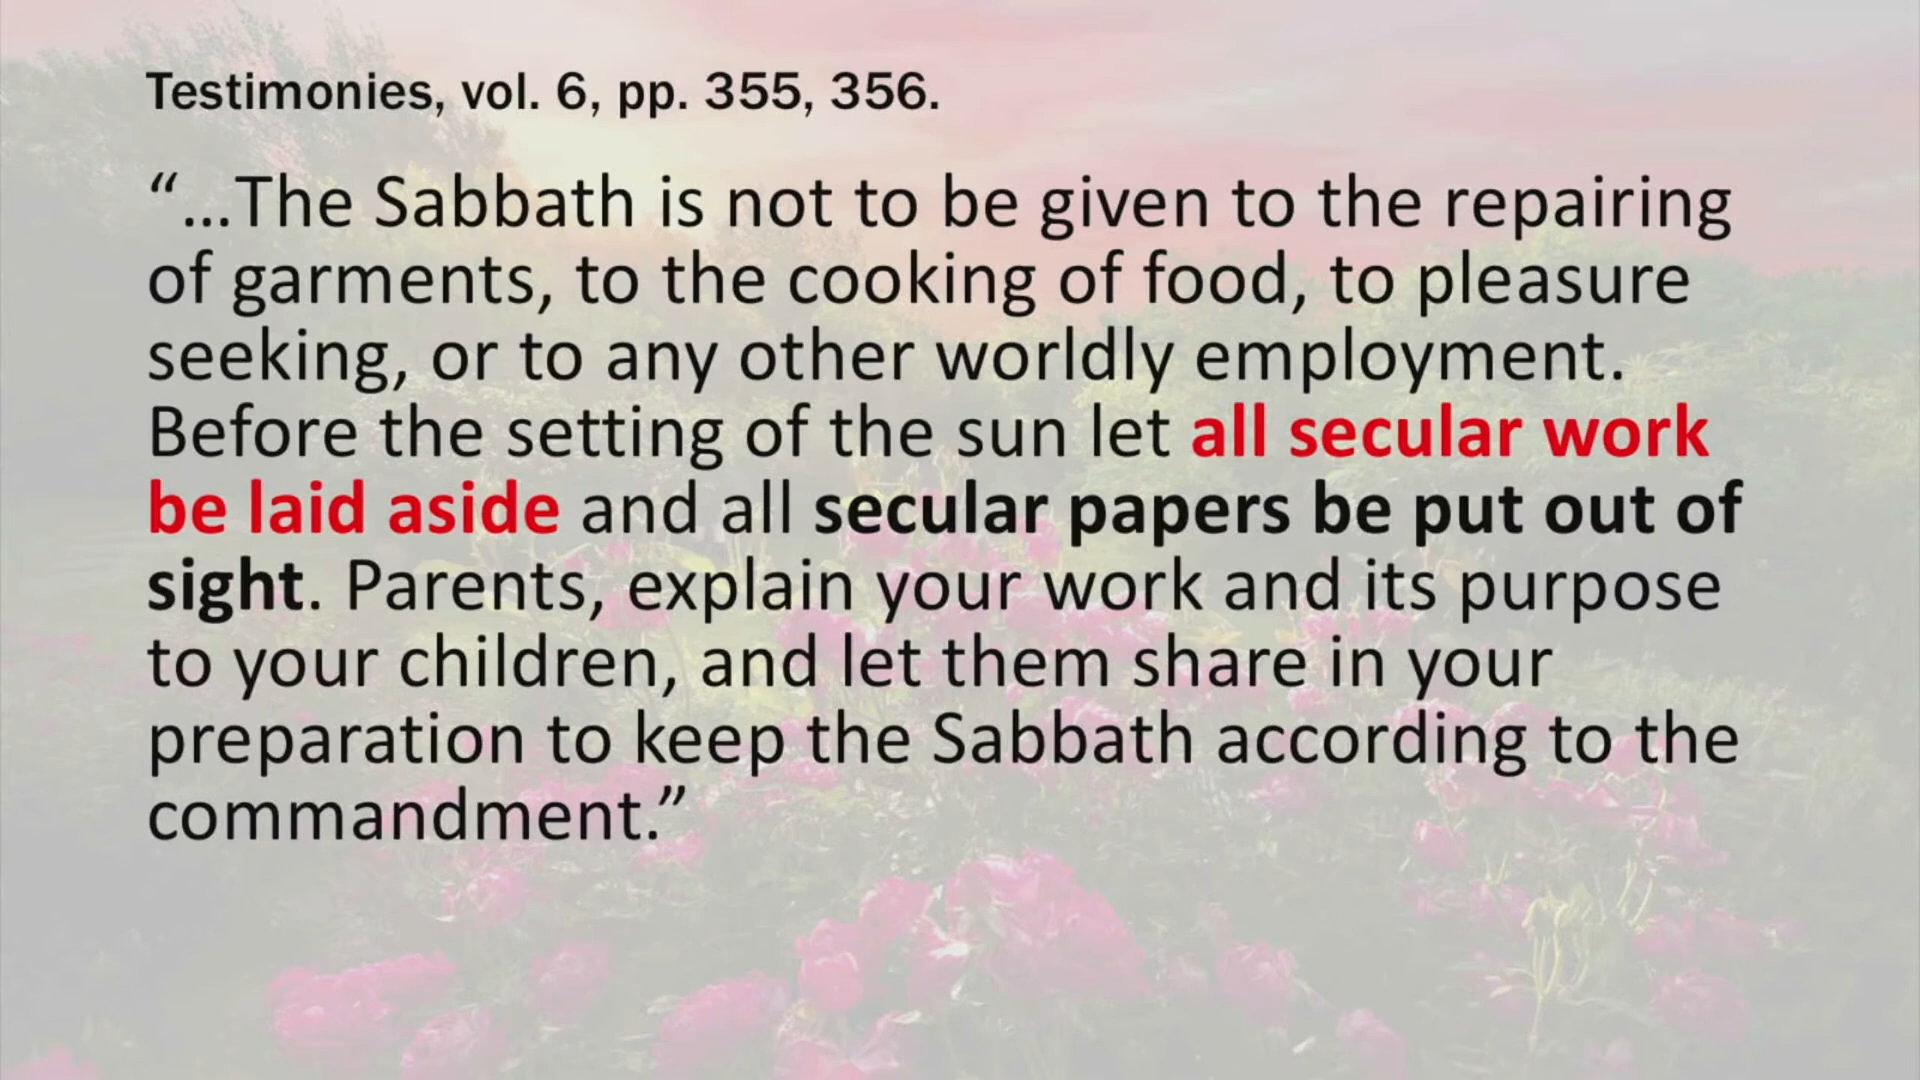 Testimonies, vol. 6, pp. 355, 356.
“...The Sabbath is not to be given to the repairing
of garments, to the cooking of food, to pleasure
seeking, or to any other worldly employment.
Before the setting of the sun let all secular work
be laid aside and all secular papers be put out of
sight. Parents, explain your work and its purpose
to your children, and let them share in your
preparation to keep the Sabbath according to the
commandment.”